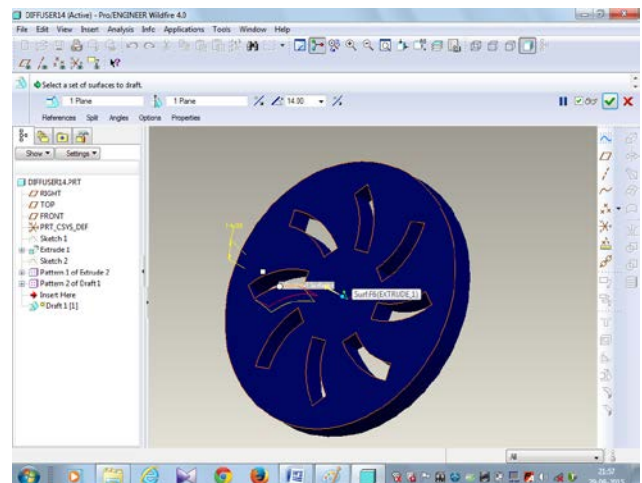 DIFFUSER14 (Active) - Pro/ENGINEER Wildfire 4.0
File Edit View Insert Analysis Info Applications Tools Window Help
Select a set of surfaces to draft.
1 Plane 1 Plane 14.00
References Split Angles Options Properties
Show Settings
DIFFUSER14.PRT
RIGHT
TOP
FRONT
PRT_CSYS_DEF
Sketch 1
Extrude 1
Sketch 2
Pattern 1 of Extrude 2
Pattern 2 of Draft1
Insert Here
Draft 1 [1]
Surf:F6(EXTRUDE_1)
All
21:57